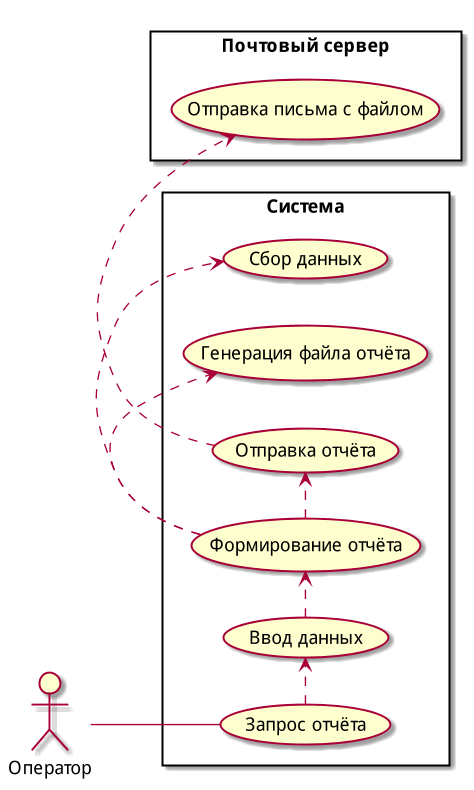 Почтовый сервер
Отправка письма с файлом
Система
Сбор данных
Генерация файла отчёта
Отправка отчёта
Формирование отчёта
Ввод данных
Запрос отчёта
Оператор